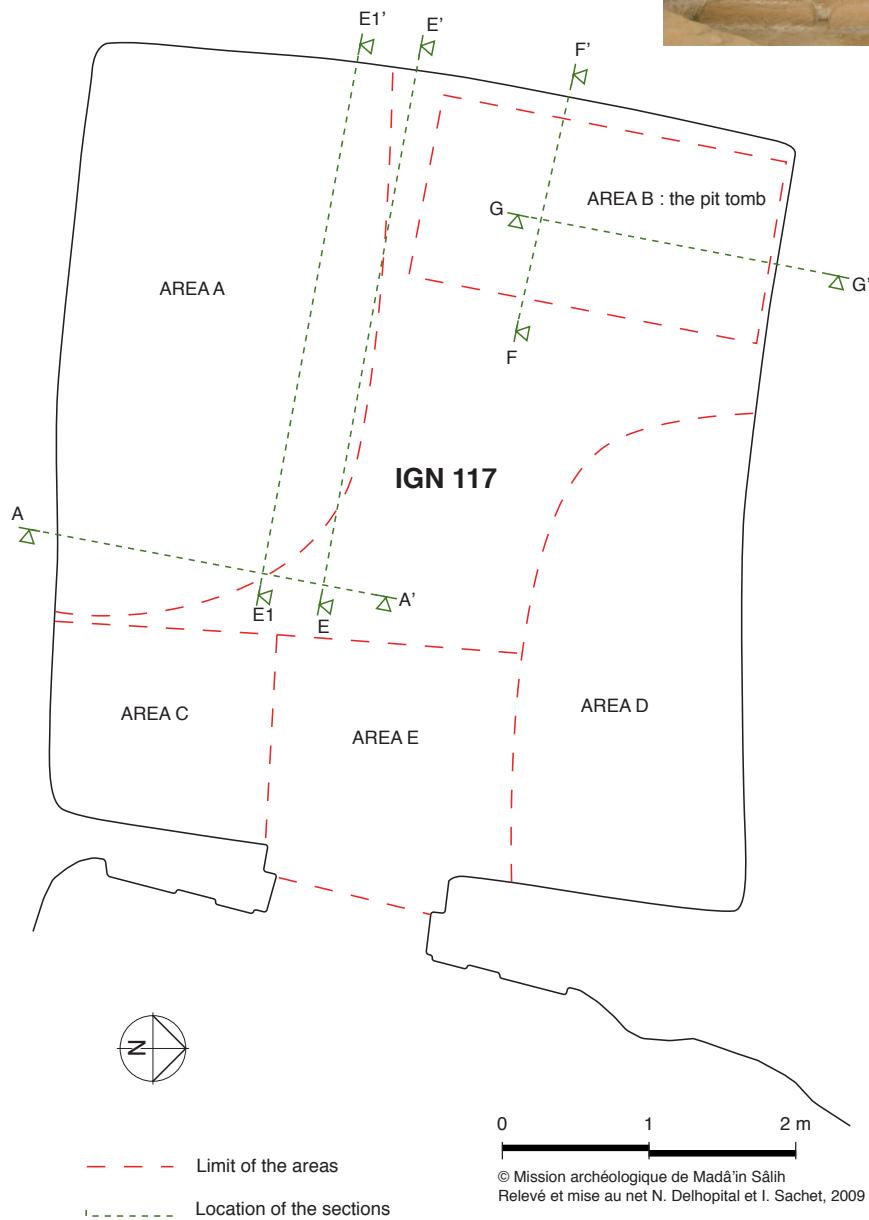 E1’
E’
F’
AREA B : the pit tomb
G
G’
AREA A
F
IGN 117
A
A’
E1
E
AREA C
AREA E
AREA D
N
0 1 2 m
Limit of the areas
Location of the sections
© Mission archéologique de Madâ’in Sâlih
Relevé et mise au net N. Delhopital et I. Sachet, 2009